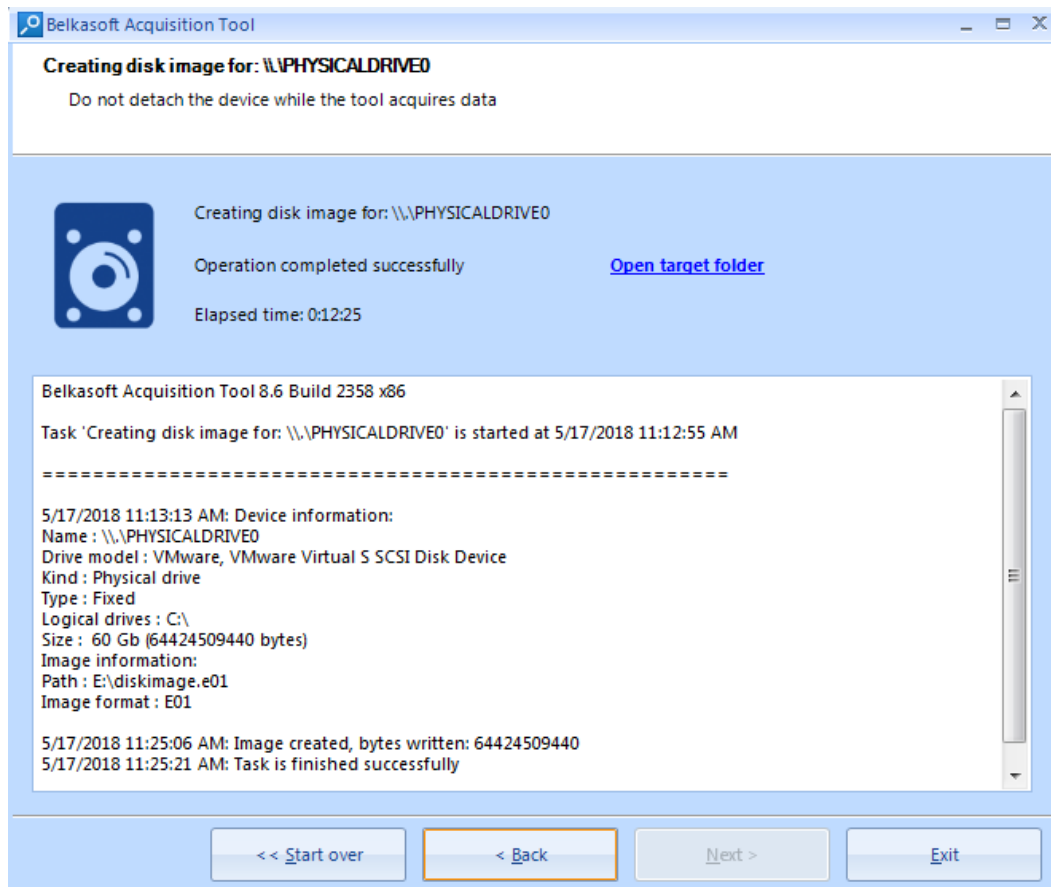 Belkasoft Acquisition Tool
Creating disk image for: \\.\PHYSICALDRIVE0
Do not detach the device while the tool acquires data
Creating disk image for: \\.\PHYSICALDRIVE0
Operation completed successfully Open target folder
Elapsed time: 0:12:25
Belkasoft Acquisition Tool 8.6 Build 2358 x86
Task 'Creating disk image for: \\.\PHYSICALDRIVE0' is started at 5/17/2018 11:12:55 AM
======================================================
5/17/2018 11:13:13 AM: Device information:
Name : \\.\PHYSICALDRIVE0
Drive model : VMware, VMware Virtual S SCSI Disk Device
Kind : Physical drive
Type : Fixed
Logical drives : C:\
Size :  60 Gb (64424509440 bytes)
Image information:
Path : E:\diskimage.e01
Image format : E01
5/17/2018 11:25:06 AM: Image created, bytes written: 64424509440
5/17/2018 11:25:21 AM: Task is finished successfully
<< Start over < Back Next > Exit